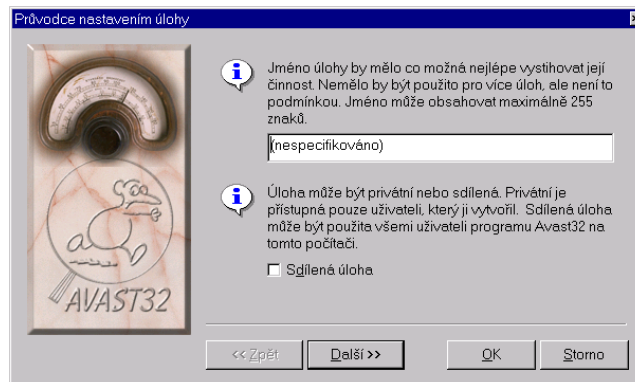 Průvodce nastavením úlohy
Jméno úlohy by mělo co možná nejlépe vystihovat její
činnost. Nemělo by být použito pro více úloh, ale není to
podmínkou. Jméno může obsahovat maximálně 255
znaků.
(nespecifikováno)
Úloha může být privátní nebo sdílená. Privátní je
přístupná pouze uživateli, který ji vytvořil. Sdílená úloha
může být použita všemi uživateli programu Avast32 na
tomto počítači.
Sdílená úloha
AVAST32
<< Zpět
Další >>
OK
Storno